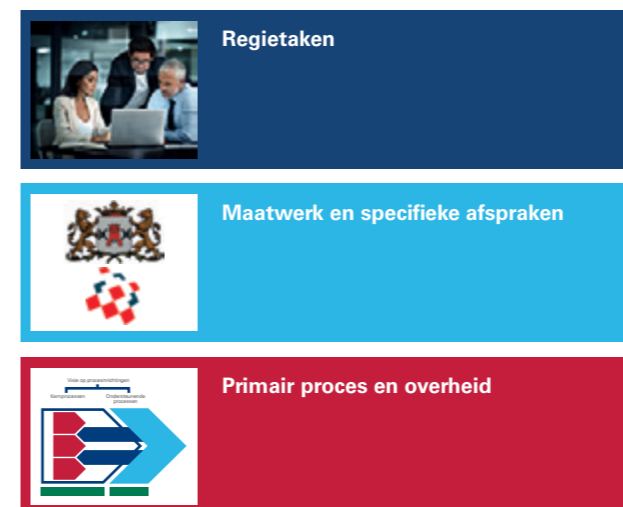 Regietaken
Maatwerk en specifieke afspraken
Primair proces en overheid
Visie op procesinrichtingen
Kernprocessen
Ondersteunende
processen